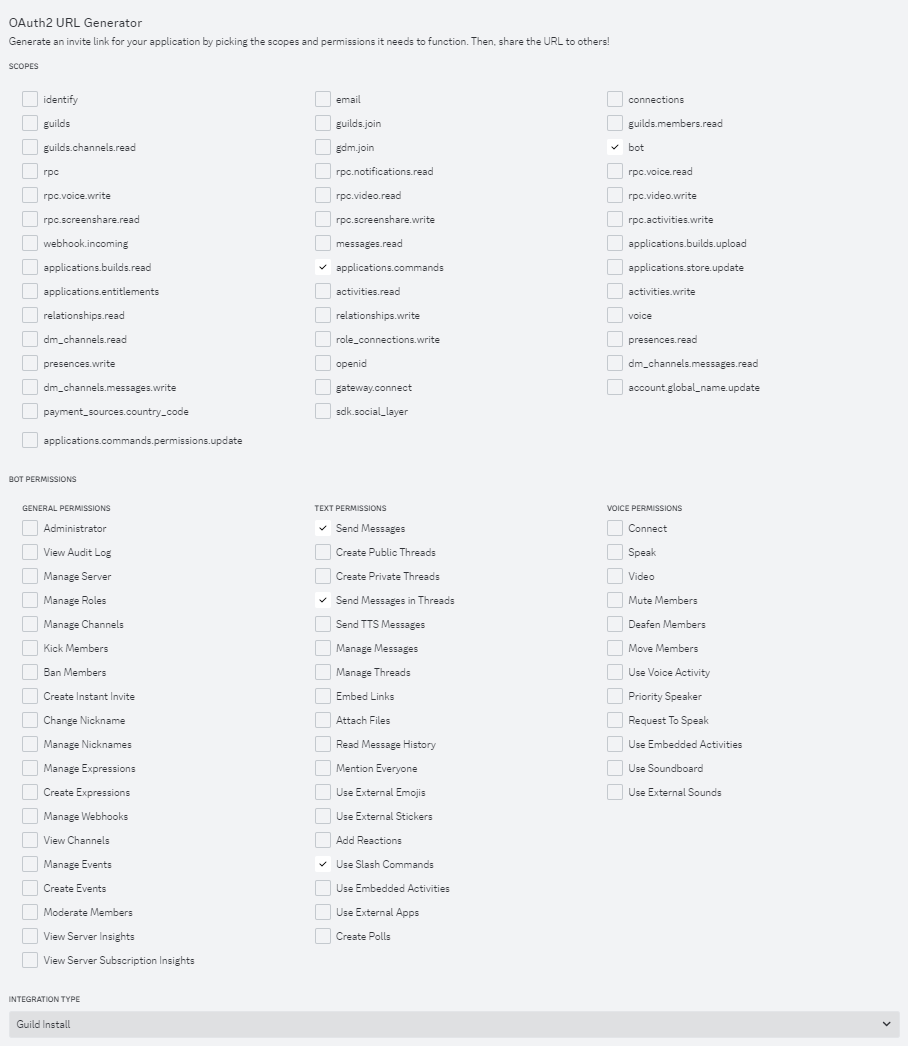 OAuth2 URL Generator
Generate an invite link for your application by picking the scopes and permissions it needs to function. Then, share the URL to others!
SCOPES
identify email connections
guilds guilds.join guilds.members.read
guilds.channels.read gdm.join bot
rpc rpc.notifications.read rpc.voice.read
rpc.voice.write rpc.video.read rpc.video.write
rpc.screenshare.read rpc.screenshare.write rpc.activities.write
webhook.incoming messages.read applications.builds.upload
applications.builds.read applications.commands applications.store.update
applications.entitlements activities.read activities.write
relationships.read relationships.write voice
dm_channels.read role_connections.write presences.read
presences.write openid dm_channels.messages.read
dm_channels.messages.write gateway.connect account.global_name.update
payment_sources.country_code sdk.social_layer
applications.commands.permissions.update
BOT PERMISSIONS
GENERAL PERMISSIONS
Administrator
View Audit Log
Manage Server
Manage Roles
Manage Channels
Kick Members
Ban Members
Create Instant Invite
Change Nickname
Manage Nicknames
Manage Expressions
Create Expressions
Manage Webhooks
View Channels
Manage Events
Create Events
Moderate Members
View Server Insights
View Server Subscription Insights
TEXT PERMISSIONS
Send Messages
Create Public Threads
Create Private Threads
Send Messages in Threads
Send TTS Messages
Manage Messages
Manage Threads
Embed Links
Attach Files
Read Message History
Mention Everyone
Use External Emojis
Use External Stickers
Add Reactions
Use Slash Commands
Use Embedded Activities
Use External Apps
Create Polls
VOICE PERMISSIONS
Connect
Speak
Video
Mute Members
Deafen Members
Move Members
Use Voice Activity
Priority Speaker
Request To Speak
Use Embedded Activities
Use Soundboard
Use External Sounds
INTEGRATION TYPE
Guild Install